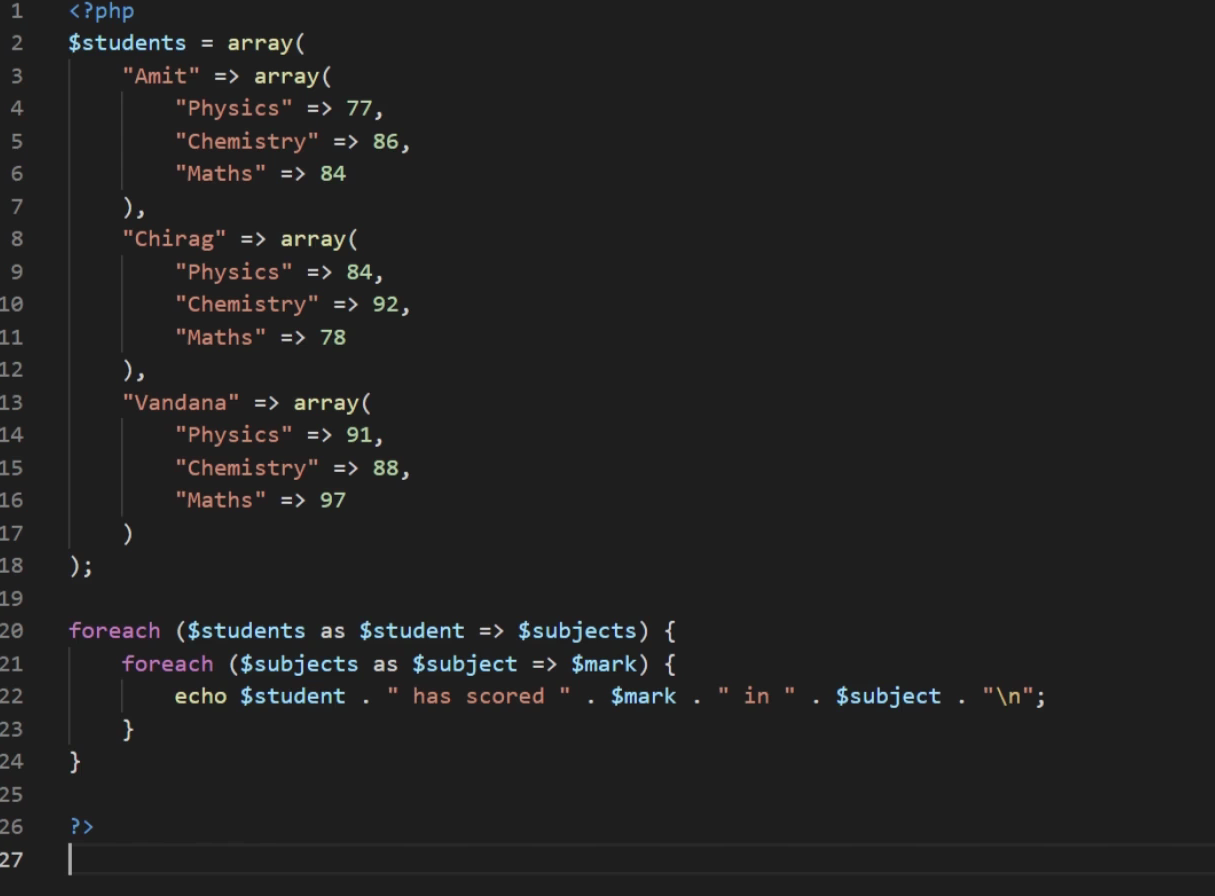 1 <?php
2 $students = array(
3     "Amit" => array(
4         "Physics" => 77,
5         "Chemistry" => 86,
6         "Maths" => 84
7     ),
8     "Chirag" => array(
9         "Physics" => 84,
10         "Chemistry" => 92,
11         "Maths" => 78
12     ),
13     "Vandana" => array(
14         "Physics" => 91,
15         "Chemistry" => 88,
16         "Maths" => 97
17     )
18 );
19
20 foreach ($students as $student => $subjects) {
21     foreach ($subjects as $subject => $mark) {
22         echo $student . " has scored " . $mark . " in " . $subject . "\n";
23     }
24 }
25
26 ?>
27